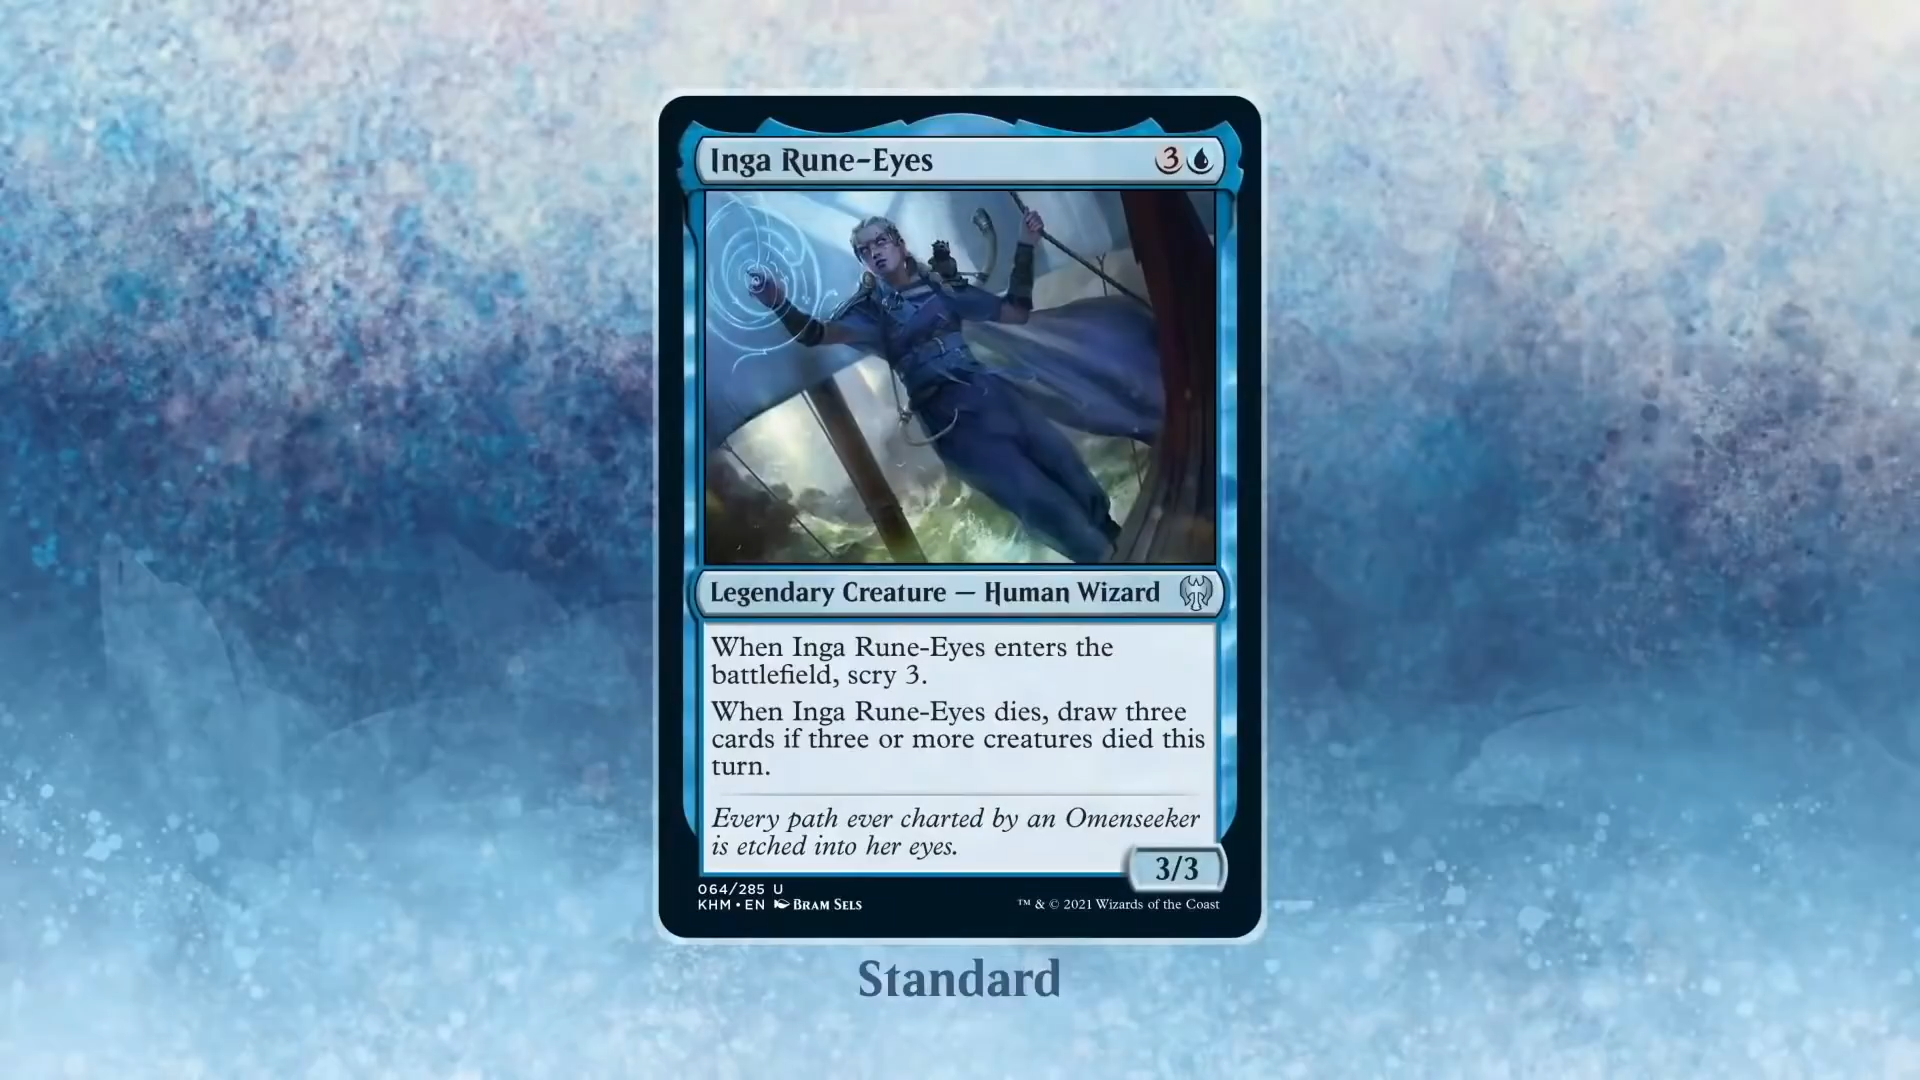 Inga Rune-Eyes 3
Legendary Creature — Human Wizard
When Inga Rune-Eyes enters the
battlefield, scry 3.
When Inga Rune-Eyes dies, draw three
cards if three or more creatures died this
turn.
Every path ever charted by an Omenseeker
is etched into her eyes.
3/3
064/285 U
KHM • EN Bram Sels
™ & © 2021 Wizards of the Coast
Standard